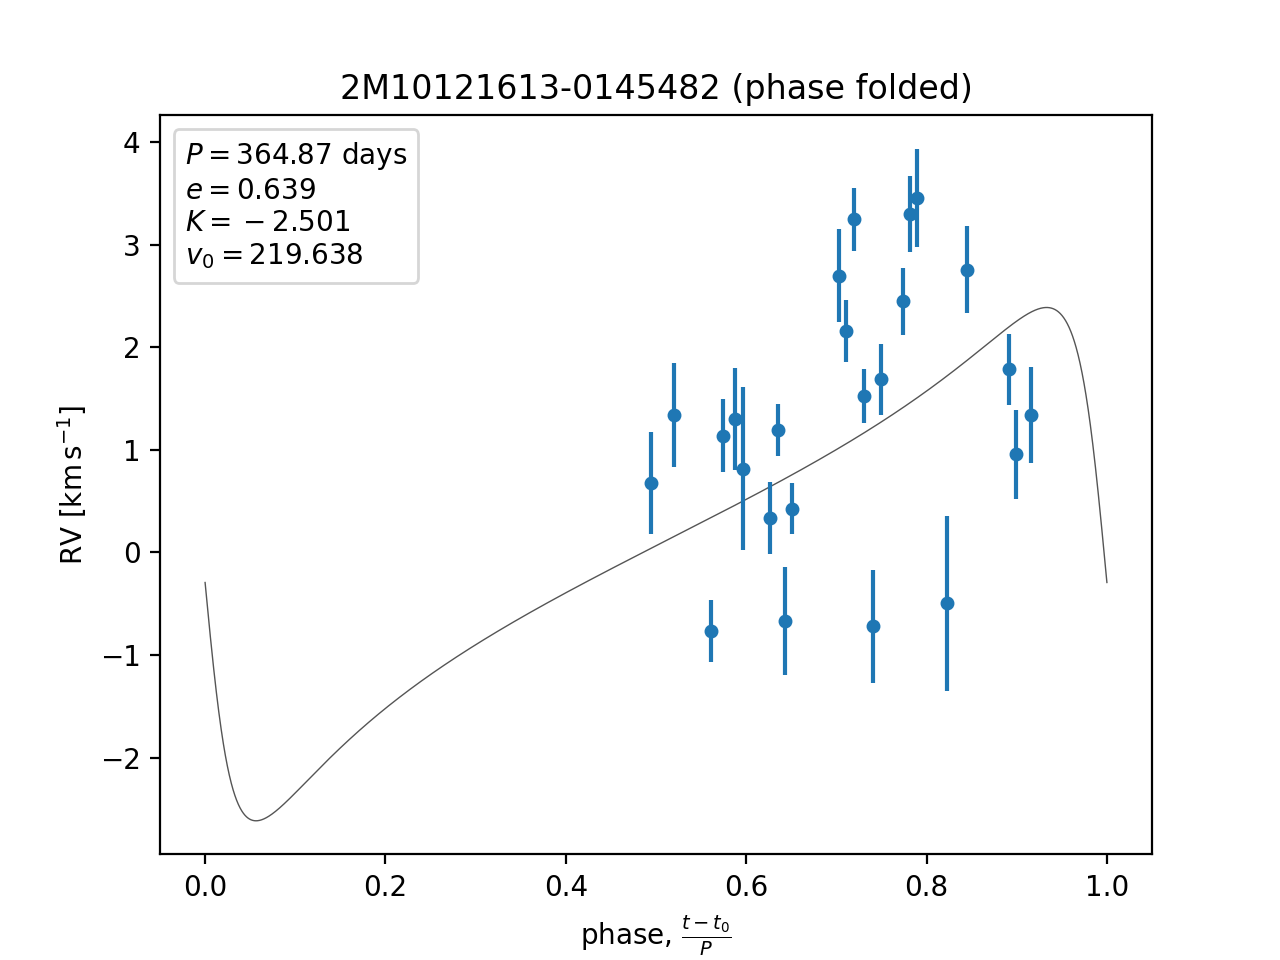 2M10121613-0145482 (phase folded)
P = 364.87 days
e = 0.639
K = −2.501
v₀ = 219.638
4
3
2
1
0
−1
−2
RV [km s⁻¹]
0.0 0.2 0.4 0.6 0.8 1.0
phase, (t − t₀)/P